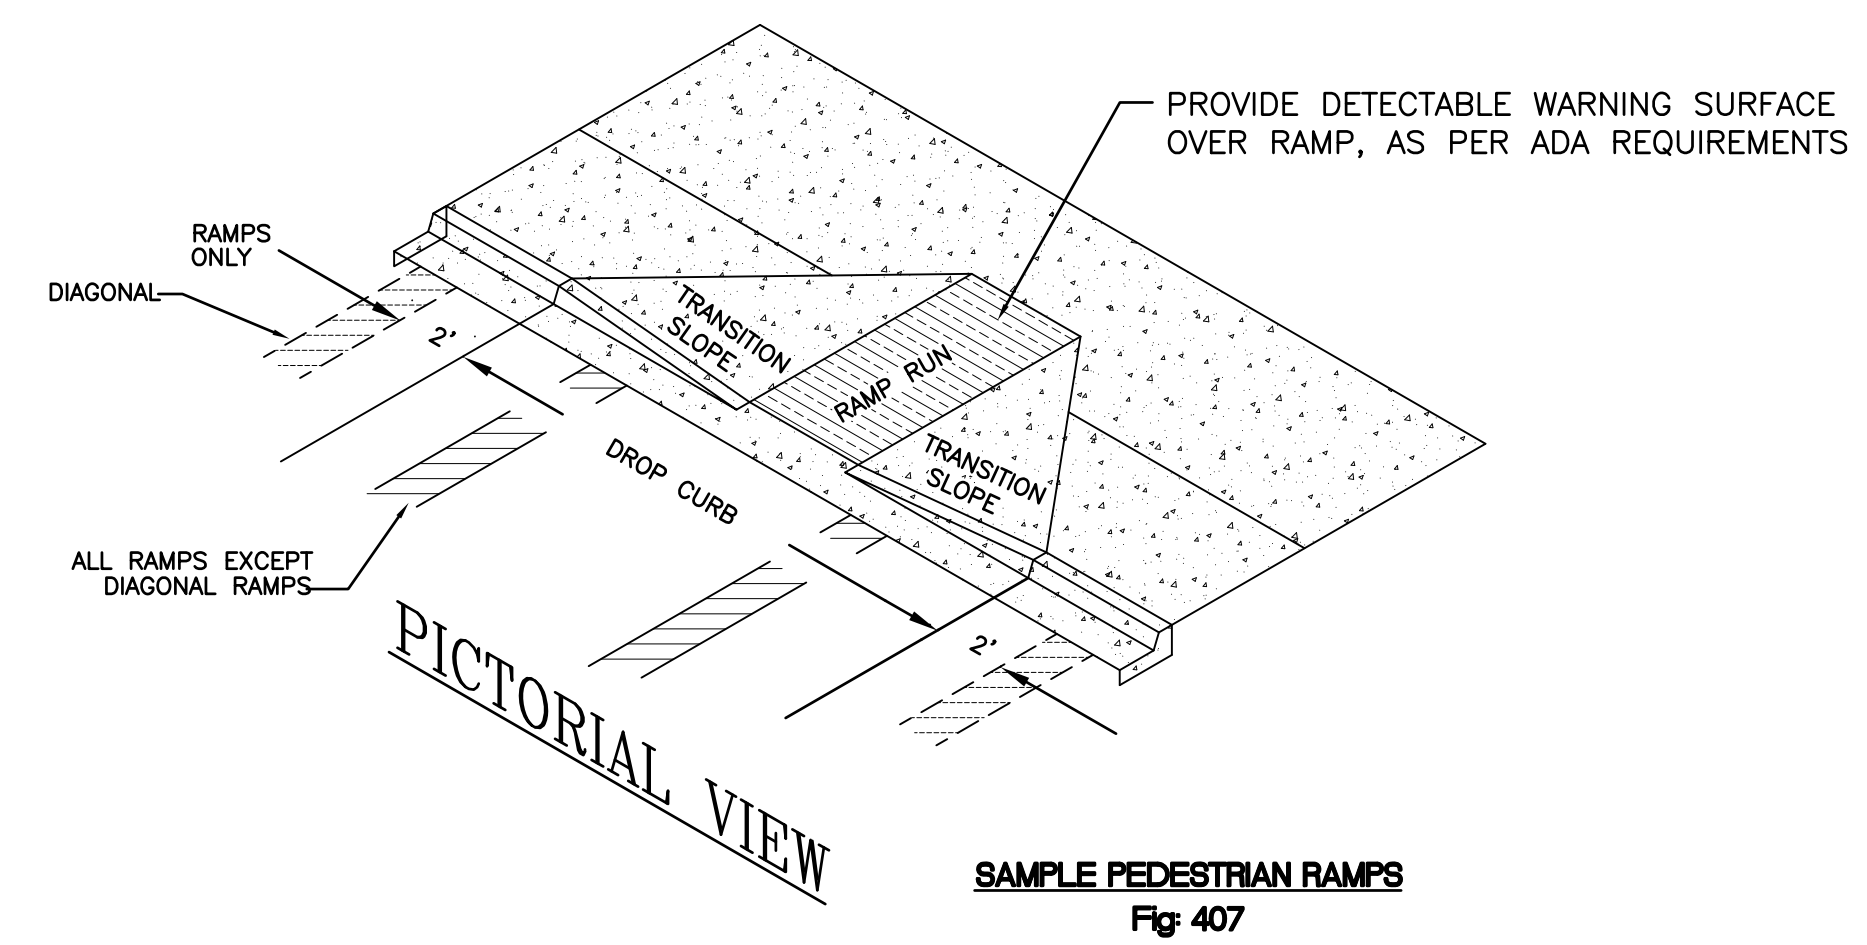 PROVIDE DETECTABLE WARNING SURFACE
OVER RAMP, AS PER ADA REQUIREMENTS
RAMPS
ONLY
DIAGONAL
TRANSITION
SLOPE
2'
RAMP RUN
DROP CURB
TRANSITION
SLOPE
ALL RAMPS EXCEPT
DIAGONAL RAMPS
2'
PICTORIAL VIEW
SAMPLE PEDESTRIAN RAMPS
Fig: 407